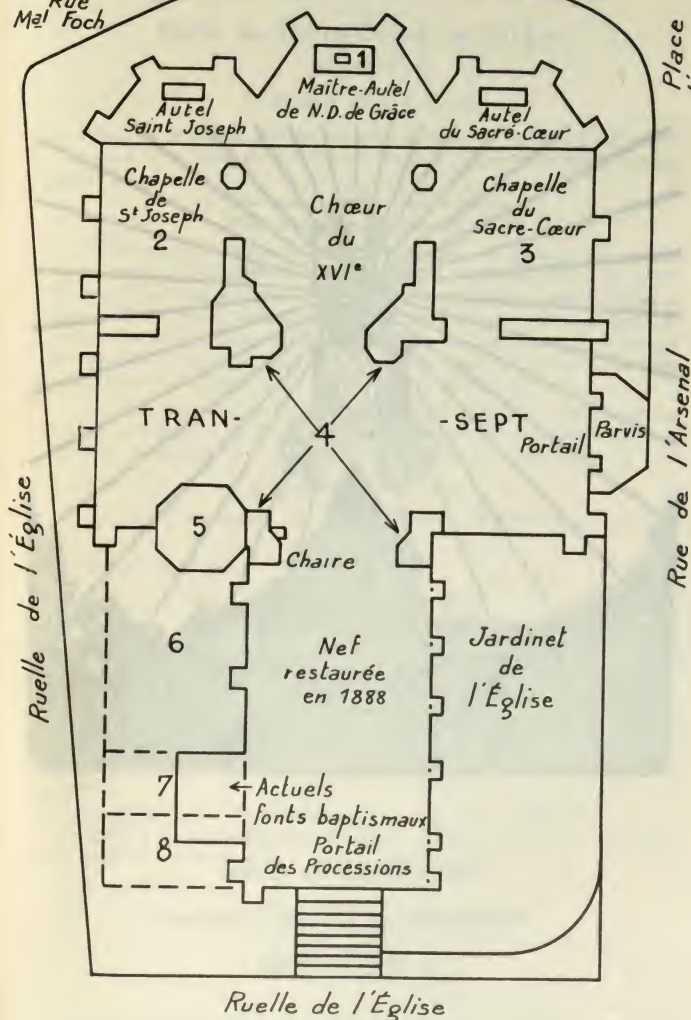 Rue
Mal Foch
Place
1
Maître-Autel
de N.D. de Grâce
Autel
Saint Joseph
Autel
du Sacré-Cœur
Chapelle
de
St Joseph
2
Chœur
du
XVIe
Chapelle
du
Sacre-Cœur
3
TRAN-
4
-SEPT
Portail
Parvis
Rue de l'Arsenal
Ruelle de l'Église
5
Chaire
6
Nef
restaurée
en 1888
Jardinet
de
l'Église
7
Actuels
fonts baptismaux
8
Portail
des Processions
Ruelle de l'Église